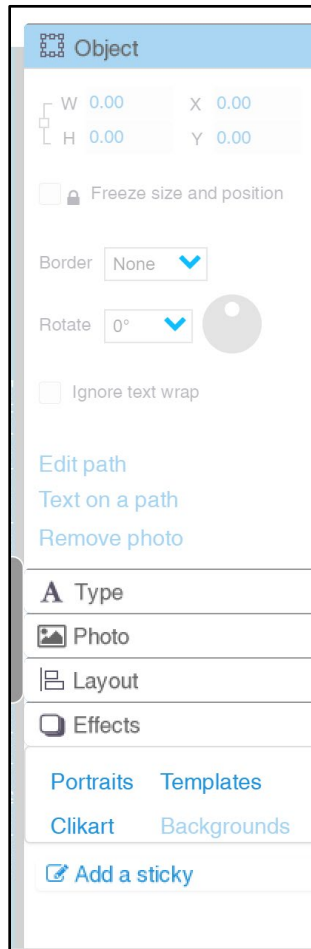 Object
W 0.00 X 0.00
H 0.00 Y 0.00
Freeze size and position
Border None
Rotate 0°
Ignore text wrap
Edit path
Text on a path
Remove photo
A Type
Photo
Layout
Effects
Portraits Templates
Clikart Backgrounds
Add a sticky